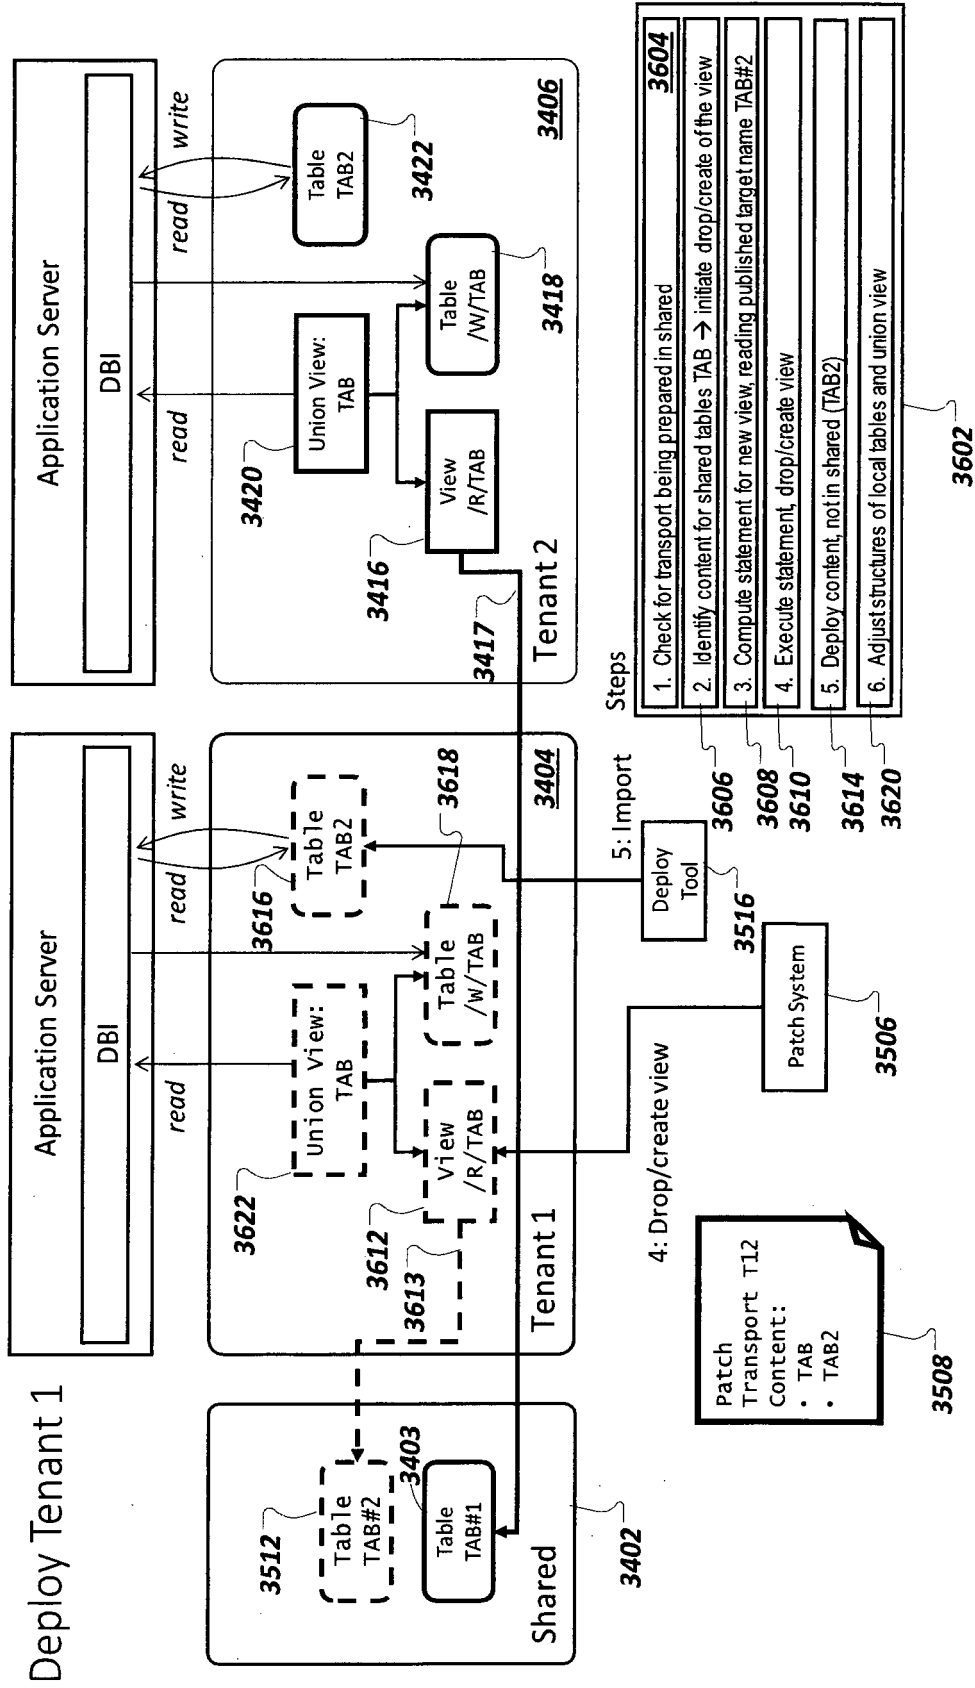 Deploy Tenant 1
Application Server
DBI
read
read
write
Application Server
DBI
read
read
write
3512
Table
TAB#2
3403
Table
TAB#1
Shared
3402
3622
Union View:
TAB
3616
Table
TAB2
3612
View
/R/TAB
3613
Table
/W/TAB
3618
Tenant 1
3404
3420
Union View:
TAB
Table
TAB2
3422
3416
View
/R/TAB
Table
/W/TAB
3418
3417
Tenant 2
3406
Patch
Transport T12
Content:
• TAB
• TAB2
3508
4: Drop/create view
Patch System
3506
5: Import
Deploy
Tool
3516
Steps
1. Check for transport being prepared in shared
3604
2. Identify content for shared tables TAB → initiate drop/create of the view
3606
3. Compute statement for new view, reading published target name TAB#2
3608
4. Execute statement, drop/create view
3610
5. Deploy content, not in shared (TAB2)
3614
6. Adjust structures of local tables and union view
3620
3602